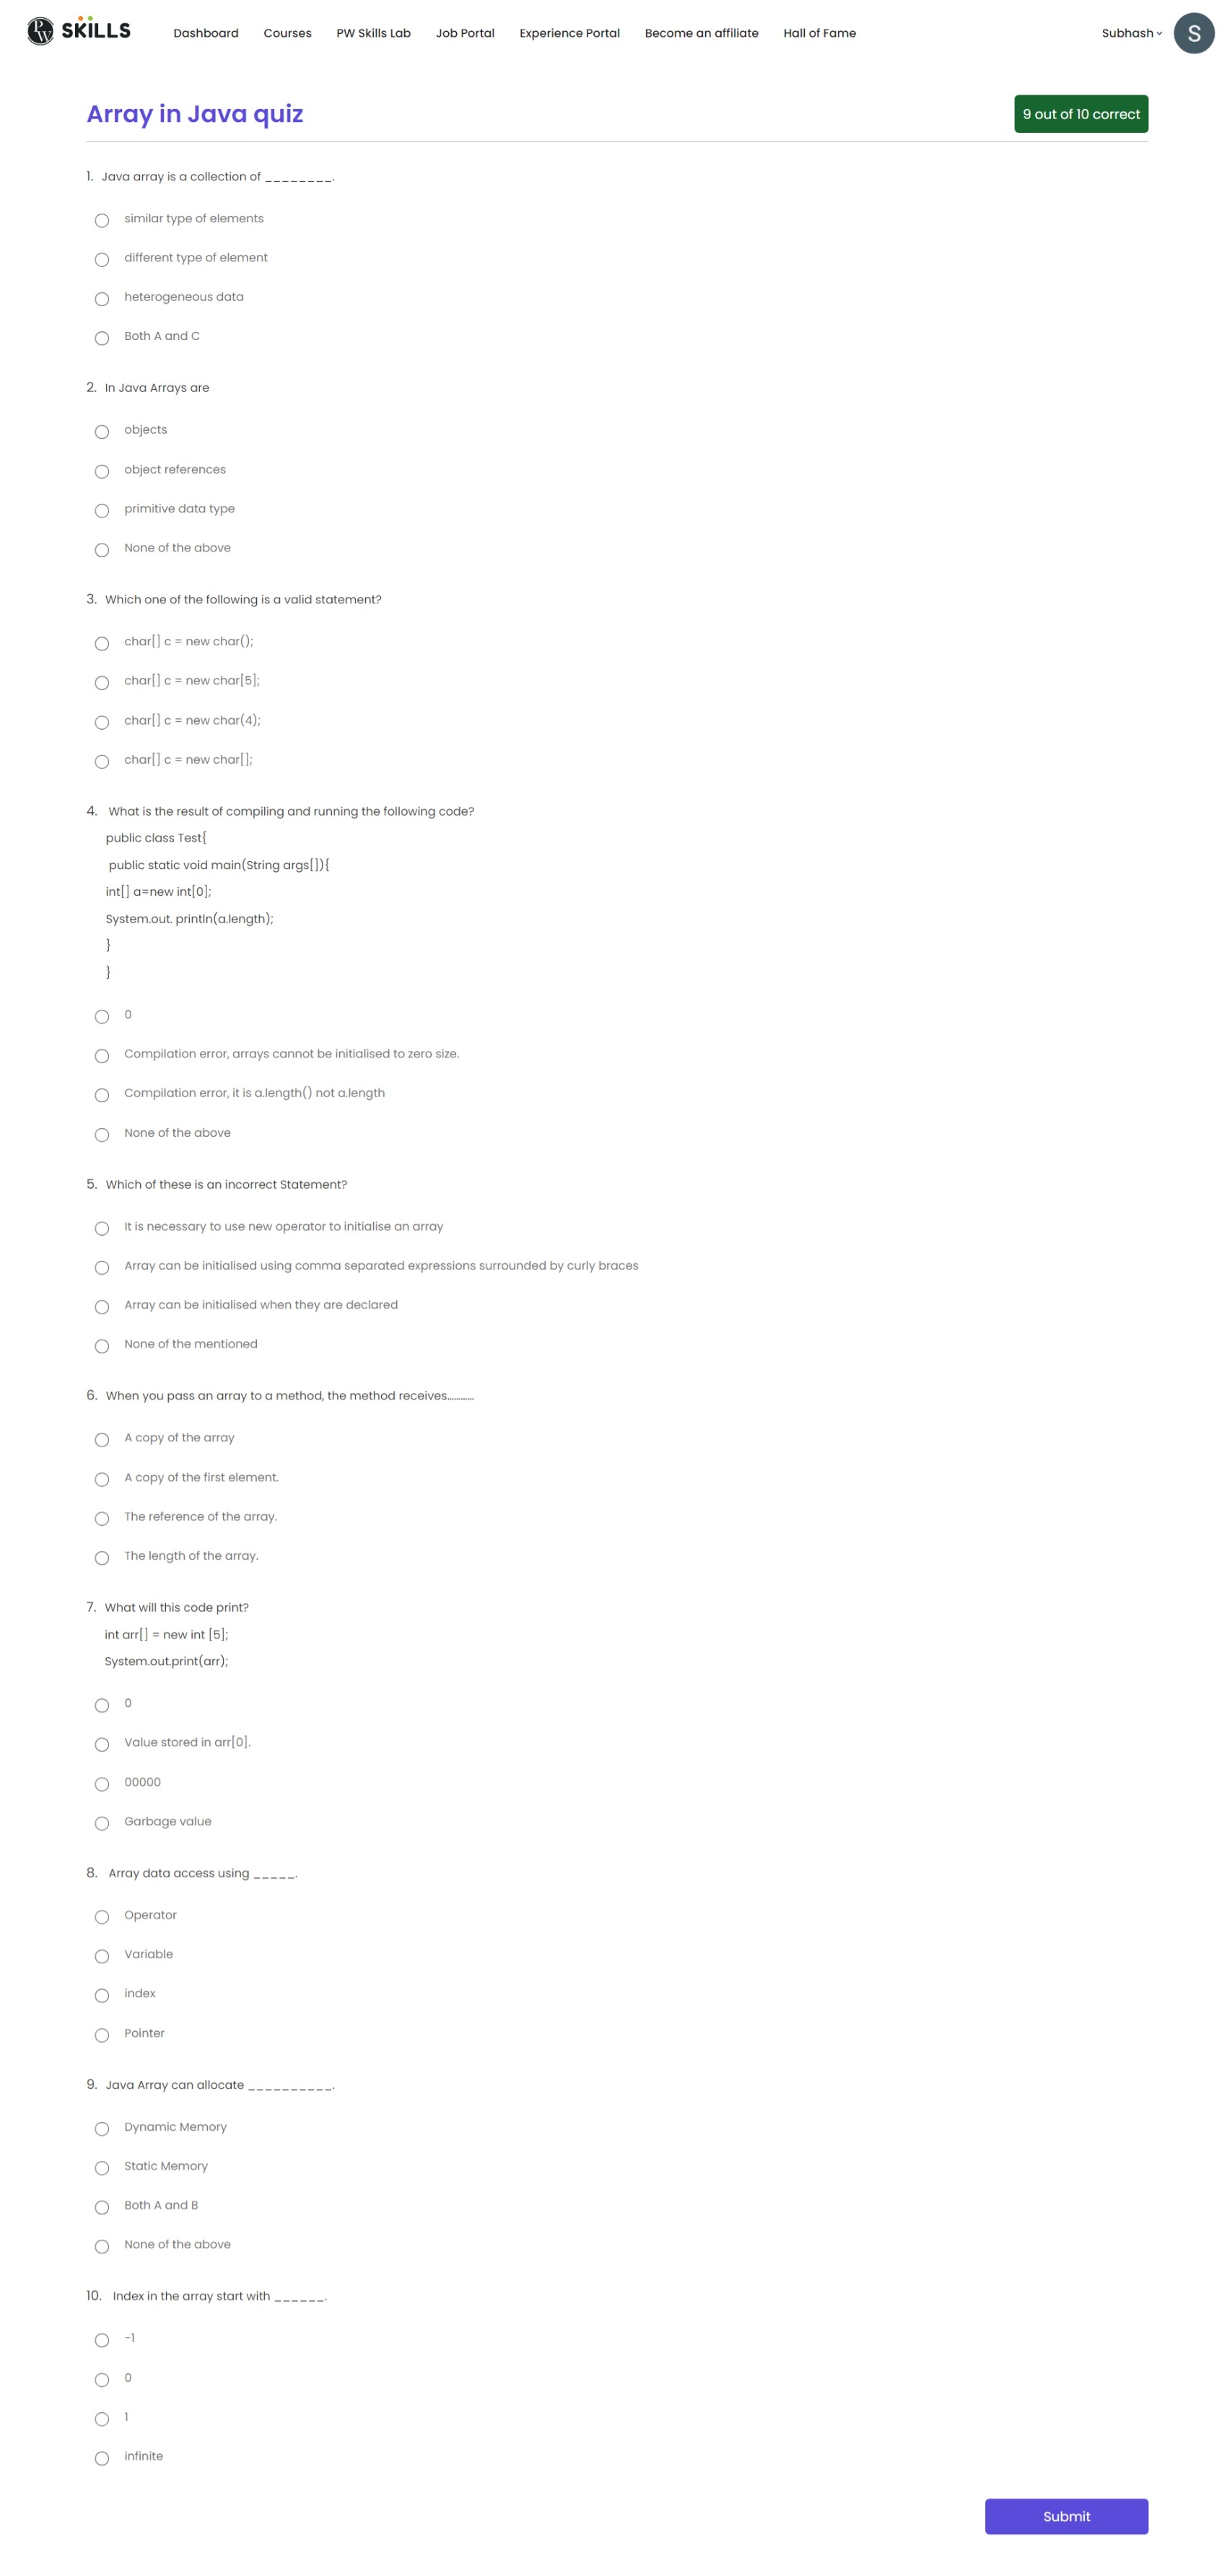 PW SKILLS Dashboard Courses PW Skills Lab Job Portal Experience Portal Become an affiliate Hall of Fame Subhash S
Array in Java quiz 9 out of 10 correct
1. Java array is a collection of ________.
similar type of elements
different type of element
heterogeneous data
Both A and C
2. In Java Arrays are
objects
object references
primitive data type
None of the above
3. Which one of the following is a valid statement?
char[] c = new char();
char[] c = new char[5];
char[] c = new char(4);
char[] c = new char[];
4. What is the result of compiling and running the following code?
public class Test{
public static void main(String args[]){
int[] a=new int[0];
System.out. println(a.length);
}
}
0
Compilation error, arrays cannot be initialised to zero size.
Compilation error, it is a.length() not a.length
None of the above
5. Which of these is an incorrect Statement?
It is necessary to use new operator to initialise an array
Array can be initialised using comma separated expressions surrounded by curly braces
Array can be initialised when they are declared
None of the mentioned
6. When you pass an array to a method, the method receives............
A copy of the array
A copy of the first element.
The reference of the array.
The length of the array.
7. What will this code print?
int arr[] = new int [5];
System.out.print(arr);
0
Value stored in arr[0].
00000
Garbage value
8. Array data access using _____.
Operator
Variable
index
Pointer
9. Java Array can allocate __________.
Dynamic Memory
Static Memory
Both A and B
None of the above
10. Index in the array start with ______.
-1
0
1
infinite
Submit